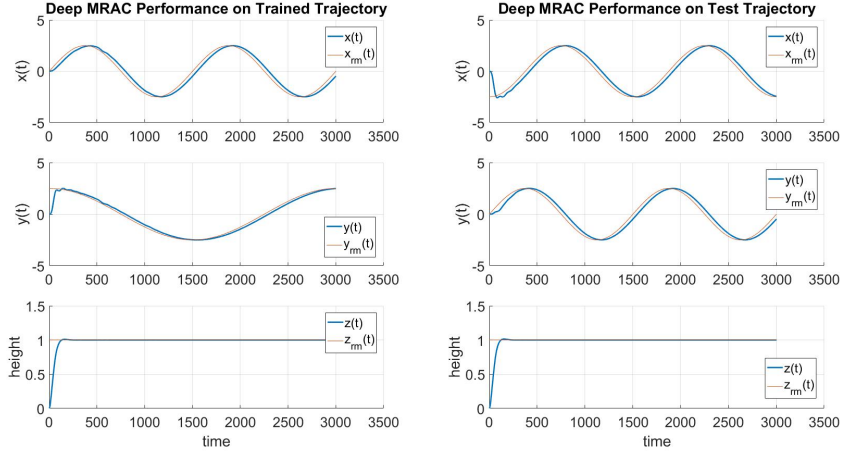 Deep MRAC Performance on Trained Trajectory
5
0
-5
x(t)
0 500 1000 1500 2000 2500 3000 3500
x(t)
x_rm(t)
5
0
-5
y(t)
0 500 1000 1500 2000 2500 3000 3500
y(t)
y_rm(t)
1.5
1
0.5
0
height
0 500 1000 1500 2000 2500 3000 3500
time
z(t)
z_rm(t)
Deep MRAC Performance on Test Trajectory
5
0
-5
x(t)
0 500 1000 1500 2000 2500 3000 3500
x(t)
x_rm(t)
5
0
-5
y(t)
0 500 1000 1500 2000 2500 3000 3500
y(t)
y_rm(t)
1.5
1
0.5
0
height
0 500 1000 1500 2000 2500 3000 3500
time
z(t)
z_rm(t)